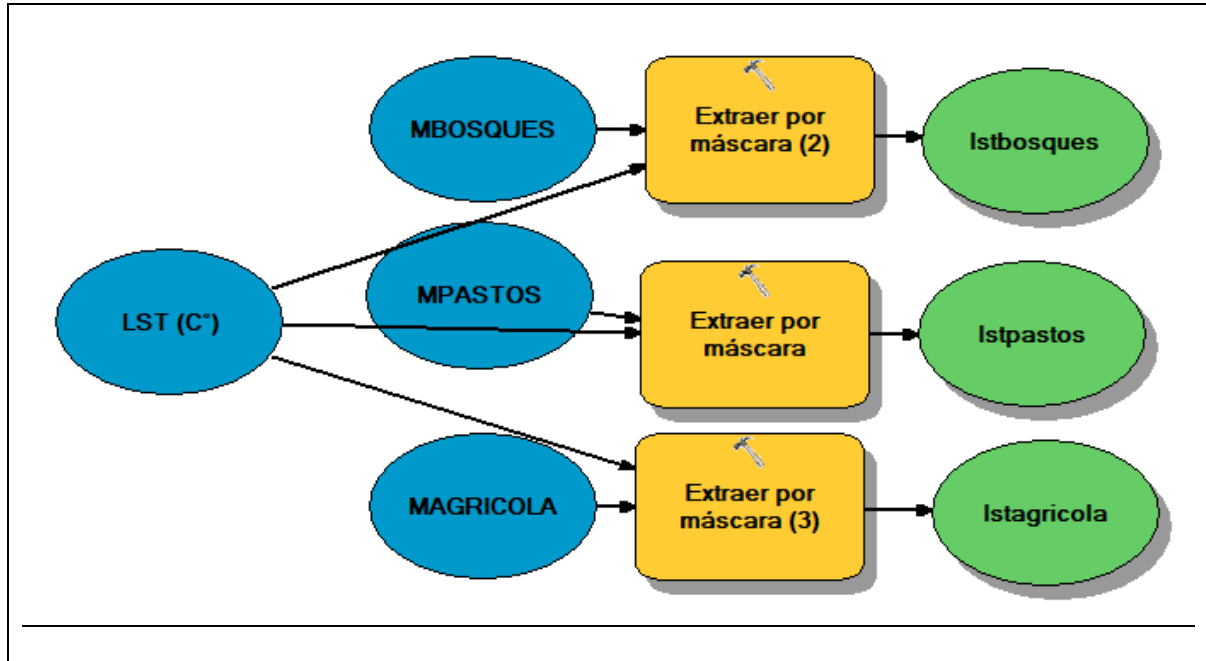 MBOSQUES
Extraer por
máscara (2)
lstbosques
LST (C°)
MPASTOS
Extraer por
máscara
lstpastos
MAGRICOLA
Extraer por
máscara (3)
lstagricola